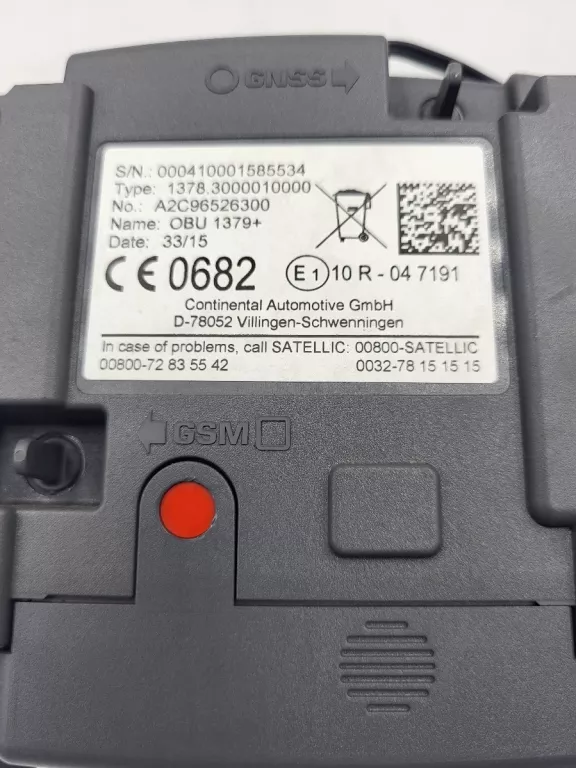 GNSS
S/N.: 000410001585534
Type: 1378.3000010000
No.: A2C96526300
Name: OBU 1379+
Date: 33/15
CE 0682 E1 10 R - 04 7191
Continental Automotive GmbH
D-78052 Villingen-Schwenningen
In case of problems, call SATELLIC: 00800-SATELLIC
00800-72 83 55 42 0032-78 15 15 15
GSM